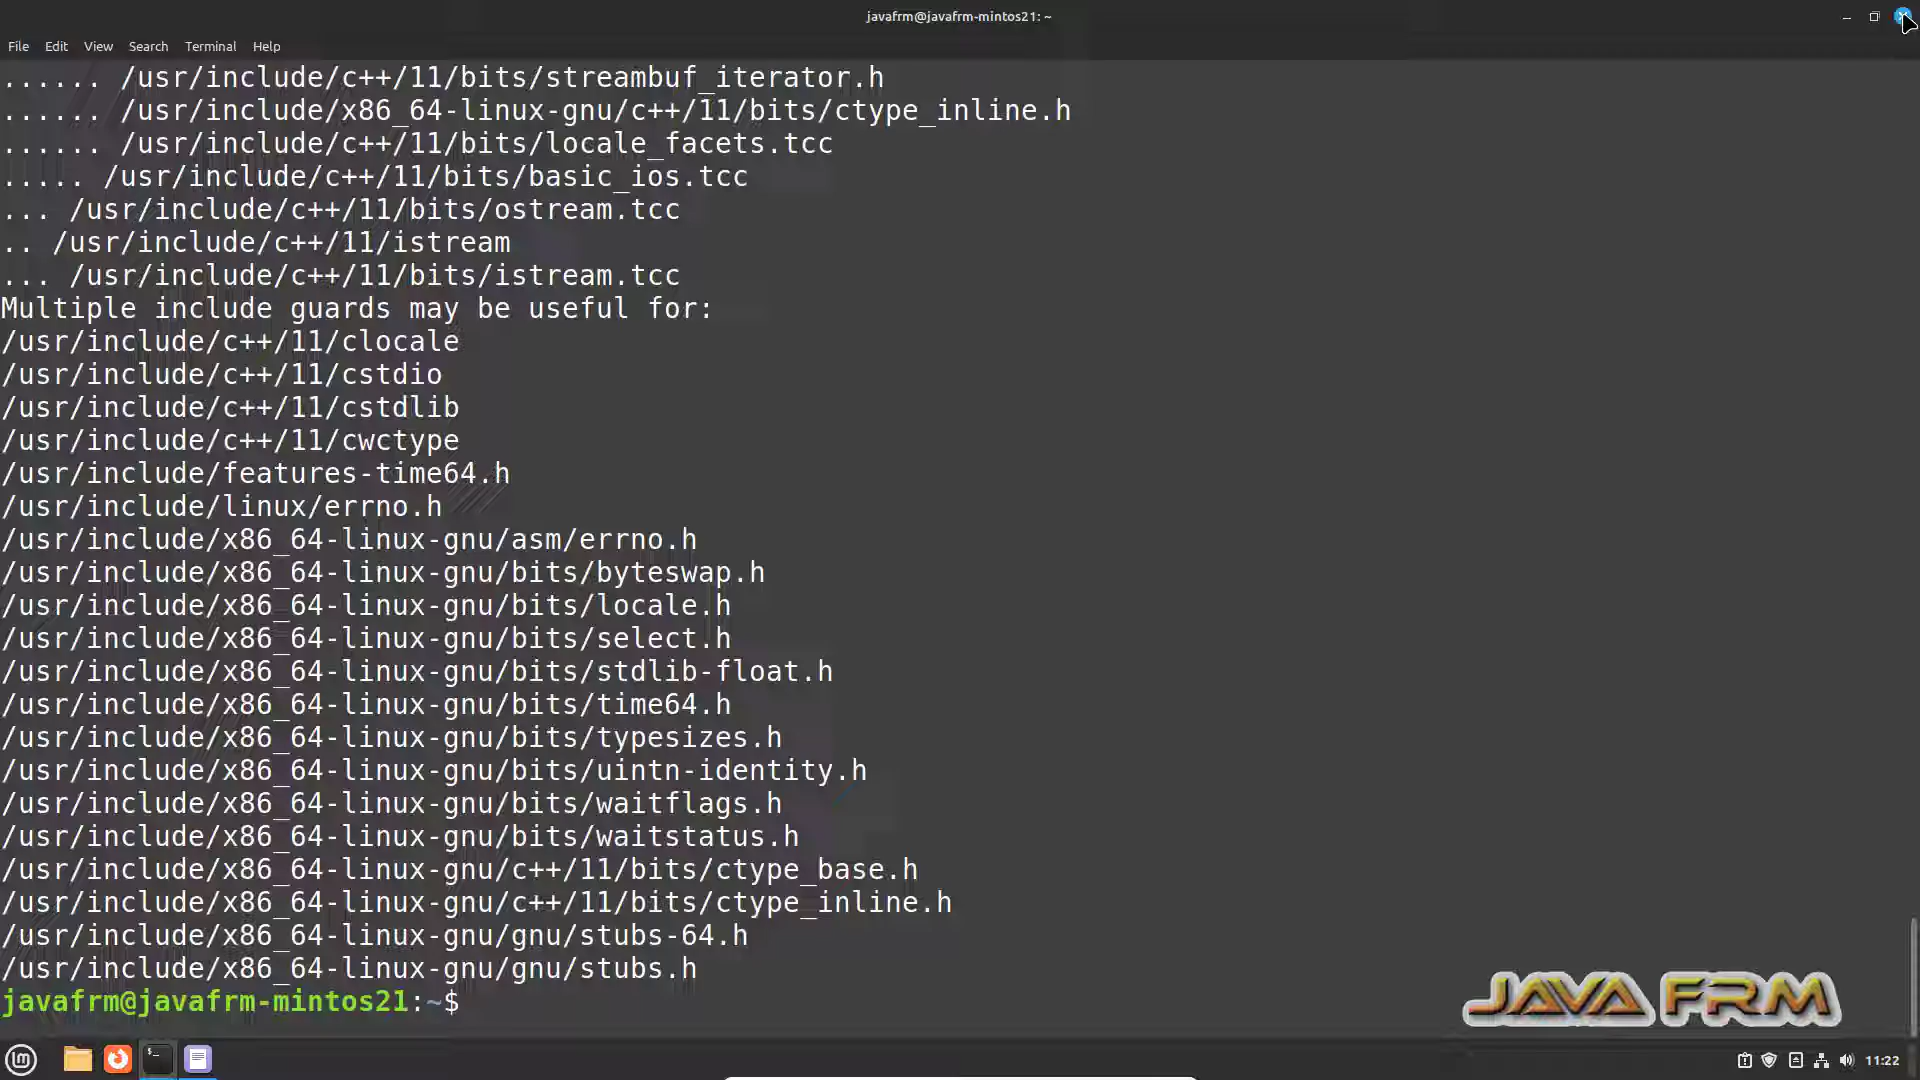 javafrm@javafrm-mintos21: ~
File Edit View Search Terminal Help
...... /usr/include/c++/11/bits/streambuf_iterator.h
...... /usr/include/x86_64-linux-gnu/c++/11/bits/ctype_inline.h
...... /usr/include/c++/11/bits/locale_facets.tcc
..... /usr/include/c++/11/bits/basic_ios.tcc
... /usr/include/c++/11/bits/ostream.tcc
.. /usr/include/c++/11/istream
... /usr/include/c++/11/bits/istream.tcc
Multiple include guards may be useful for:
/usr/include/c++/11/clocale
/usr/include/c++/11/cstdio
/usr/include/c++/11/cstdlib
/usr/include/c++/11/cwctype
/usr/include/features-time64.h
/usr/include/linux/errno.h
/usr/include/x86_64-linux-gnu/asm/errno.h
/usr/include/x86_64-linux-gnu/bits/byteswap.h
/usr/include/x86_64-linux-gnu/bits/locale.h
/usr/include/x86_64-linux-gnu/bits/select.h
/usr/include/x86_64-linux-gnu/bits/stdlib-float.h
/usr/include/x86_64-linux-gnu/bits/time64.h
/usr/include/x86_64-linux-gnu/bits/typesizes.h
/usr/include/x86_64-linux-gnu/bits/uintn-identity.h
/usr/include/x86_64-linux-gnu/bits/waitflags.h
/usr/include/x86_64-linux-gnu/bits/waitstatus.h
/usr/include/x86_64-linux-gnu/c++/11/bits/ctype_base.h
/usr/include/x86_64-linux-gnu/c++/11/bits/ctype_inline.h
/usr/include/x86_64-linux-gnu/gnu/stubs-64.h
/usr/include/x86_64-linux-gnu/gnu/stubs.h
javafrm@javafrm-mintos21:~$
JAVA FRM
11:22